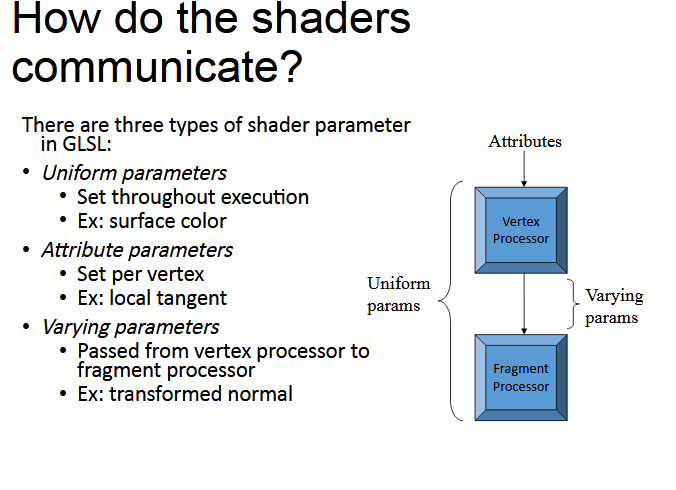 How do the shaders
communicate?
There are three types of shader parameter
in GLSL:
• Uniform parameters
• Set throughout execution
• Ex: surface color
• Attribute parameters
• Set per vertex
• Ex: local tangent
• Varying parameters
• Passed from vertex processor to
fragment processor
• Ex: transformed normal
Attributes
Vertex
Processor
Uniform
params
Varying
params
Fragment
Processor